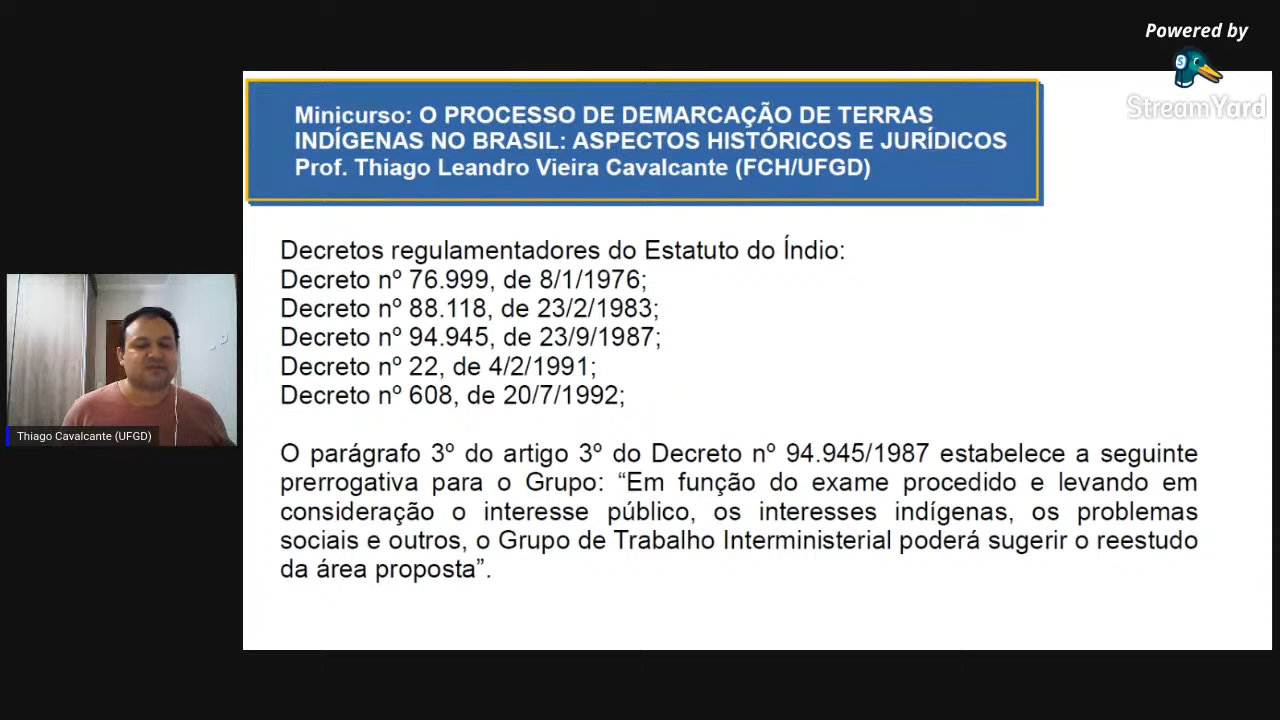 Powered by
StreamYard
Minicurso: O PROCESSO DE DEMARCAÇÃO DE TERRAS
INDÍGENAS NO BRASIL: ASPECTOS HISTÓRICOS E JURÍDICOS
Prof. Thiago Leandro Vieira Cavalcante (FCH/UFGD)
Decretos regulamentadores do Estatuto do Índio:
Decreto nº 76.999, de 8/1/1976;
Decreto nº 88.118, de 23/2/1983;
Decreto nº 94.945, de 23/9/1987;
Decreto nº 22, de 4/2/1991;
Decreto nº 608, de 20/7/1992;
O parágrafo 3º do artigo 3º do Decreto nº 94.945/1987 estabelece a seguinte
prerrogativa para o Grupo: “Em função do exame procedido e levando em
consideração o interesse público, os interesses indígenas, os problemas
sociais e outros, o Grupo de Trabalho Interministerial poderá sugerir o reestudo
da área proposta”.
Thiago Cavalcante (UFGD)